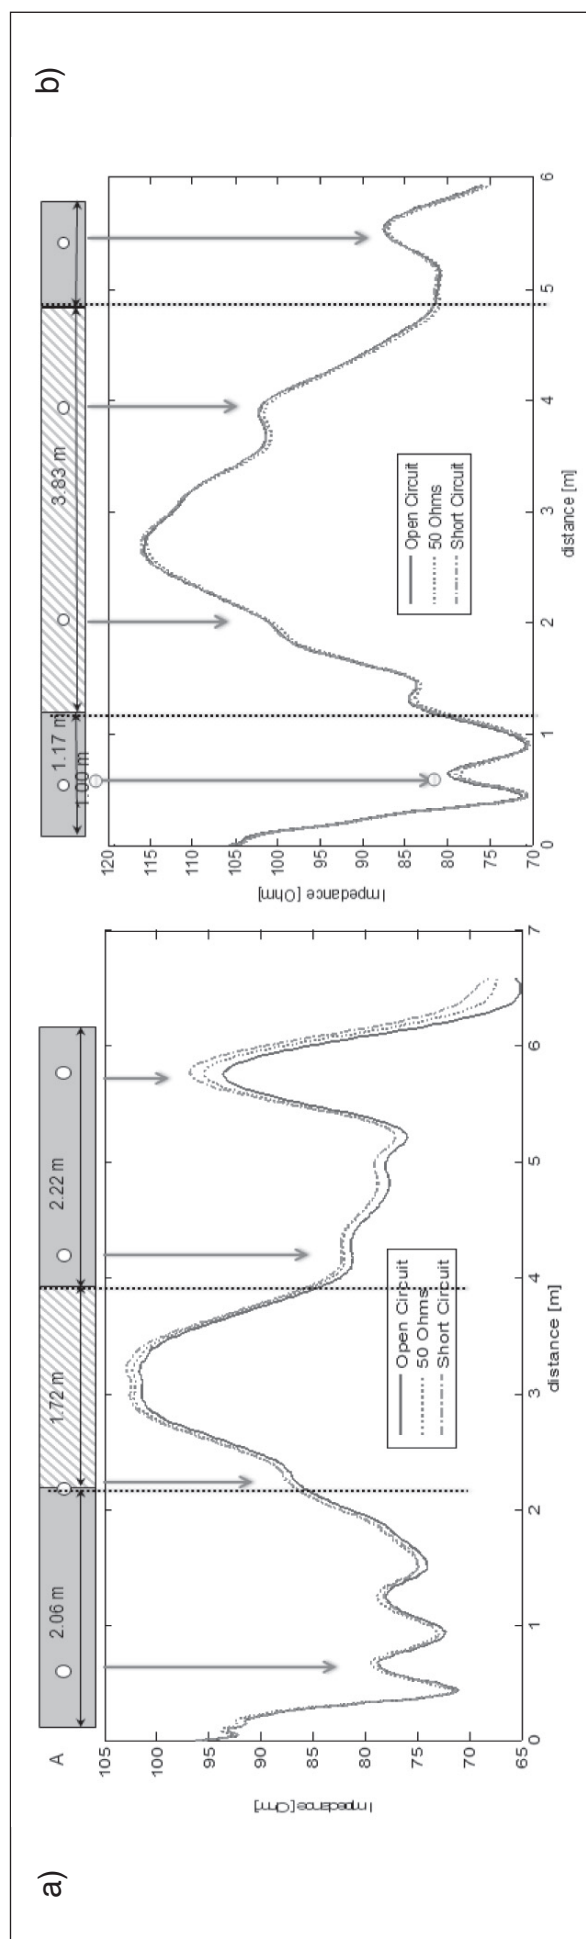 a)
A
2.06 m
1.72 m
2.22 m
105
100
95
90
85
80
75
70
65
Impedance [Om]
Open Circuit
50 Ohms
Short Circuit
0
1
2
3
4
5
6
7
distance [m]
b)
1.17 m
1.00 m
3.83 m
120
115
110
105
100
95
90
85
80
75
70
Impedance [Ohm]
Open Circuit
50 Ohms
Short Circuit
0
1
2
3
4
5
6
distance [m]